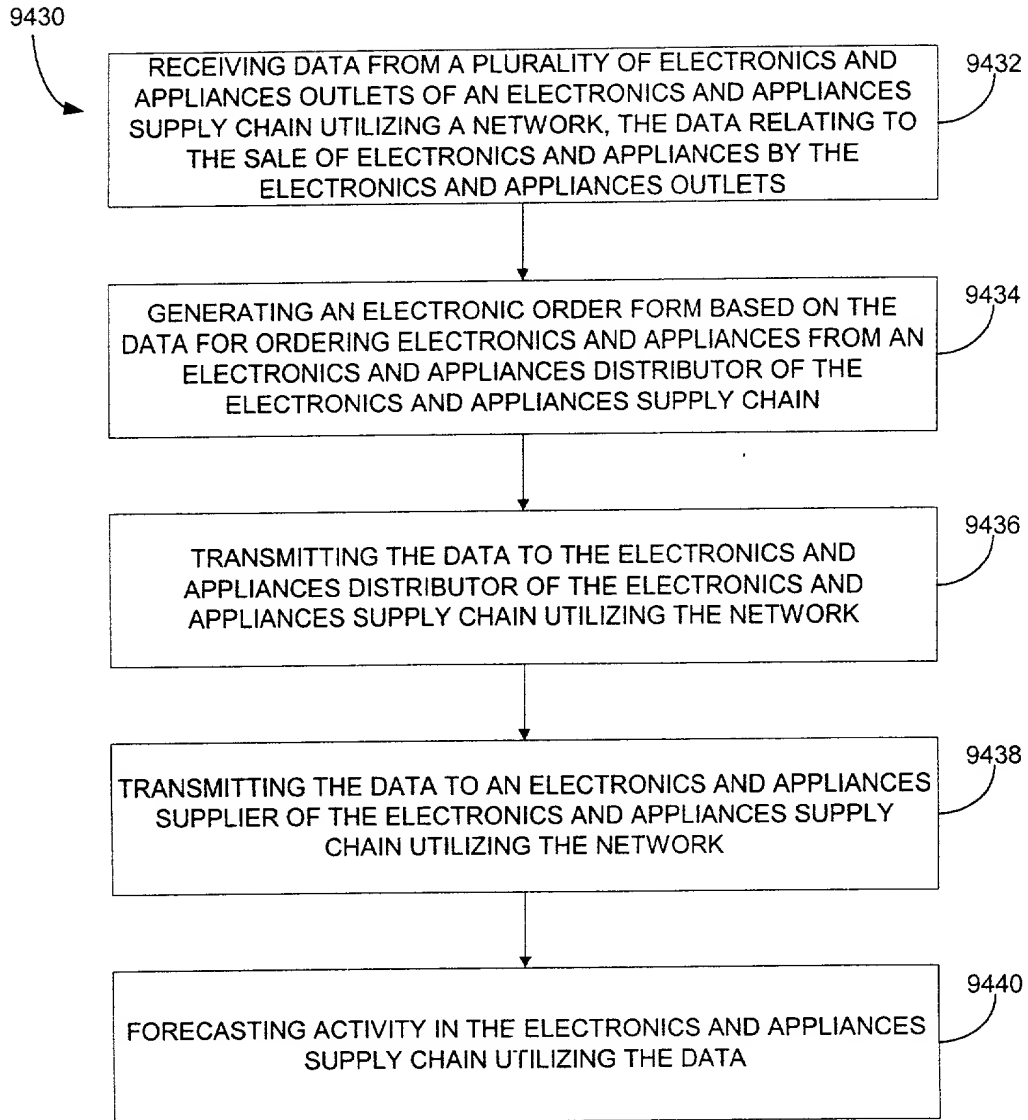 9430
RECEIVING DATA FROM A PLURALITY OF ELECTRONICS AND
APPLIANCES OUTLETS OF AN ELECTRONICS AND APPLIANCES
SUPPLY CHAIN UTILIZING A NETWORK, THE DATA RELATING TO
THE SALE OF ELECTRONICS AND APPLIANCES BY THE
ELECTRONICS AND APPLIANCES OUTLETS
9432
GENERATING AN ELECTRONIC ORDER FORM BASED ON THE
DATA FOR ORDERING ELECTRONICS AND APPLIANCES FROM AN
ELECTRONICS AND APPLIANCES DISTRIBUTOR OF THE
ELECTRONICS AND APPLIANCES SUPPLY CHAIN
9434
TRANSMITTING THE DATA TO THE ELECTRONICS AND
APPLIANCES DISTRIBUTOR OF THE ELECTRONICS AND
APPLIANCES SUPPLY CHAIN UTILIZING THE NETWORK
9436
TRANSMITTING THE DATA TO AN ELECTRONICS AND APPLIANCES
SUPPLIER OF THE ELECTRONICS AND APPLIANCES SUPPLY
CHAIN UTILIZING THE NETWORK
9438
FORECASTING ACTIVITY IN THE ELECTRONICS AND APPLIANCES
SUPPLY CHAIN UTILIZING THE DATA
9440